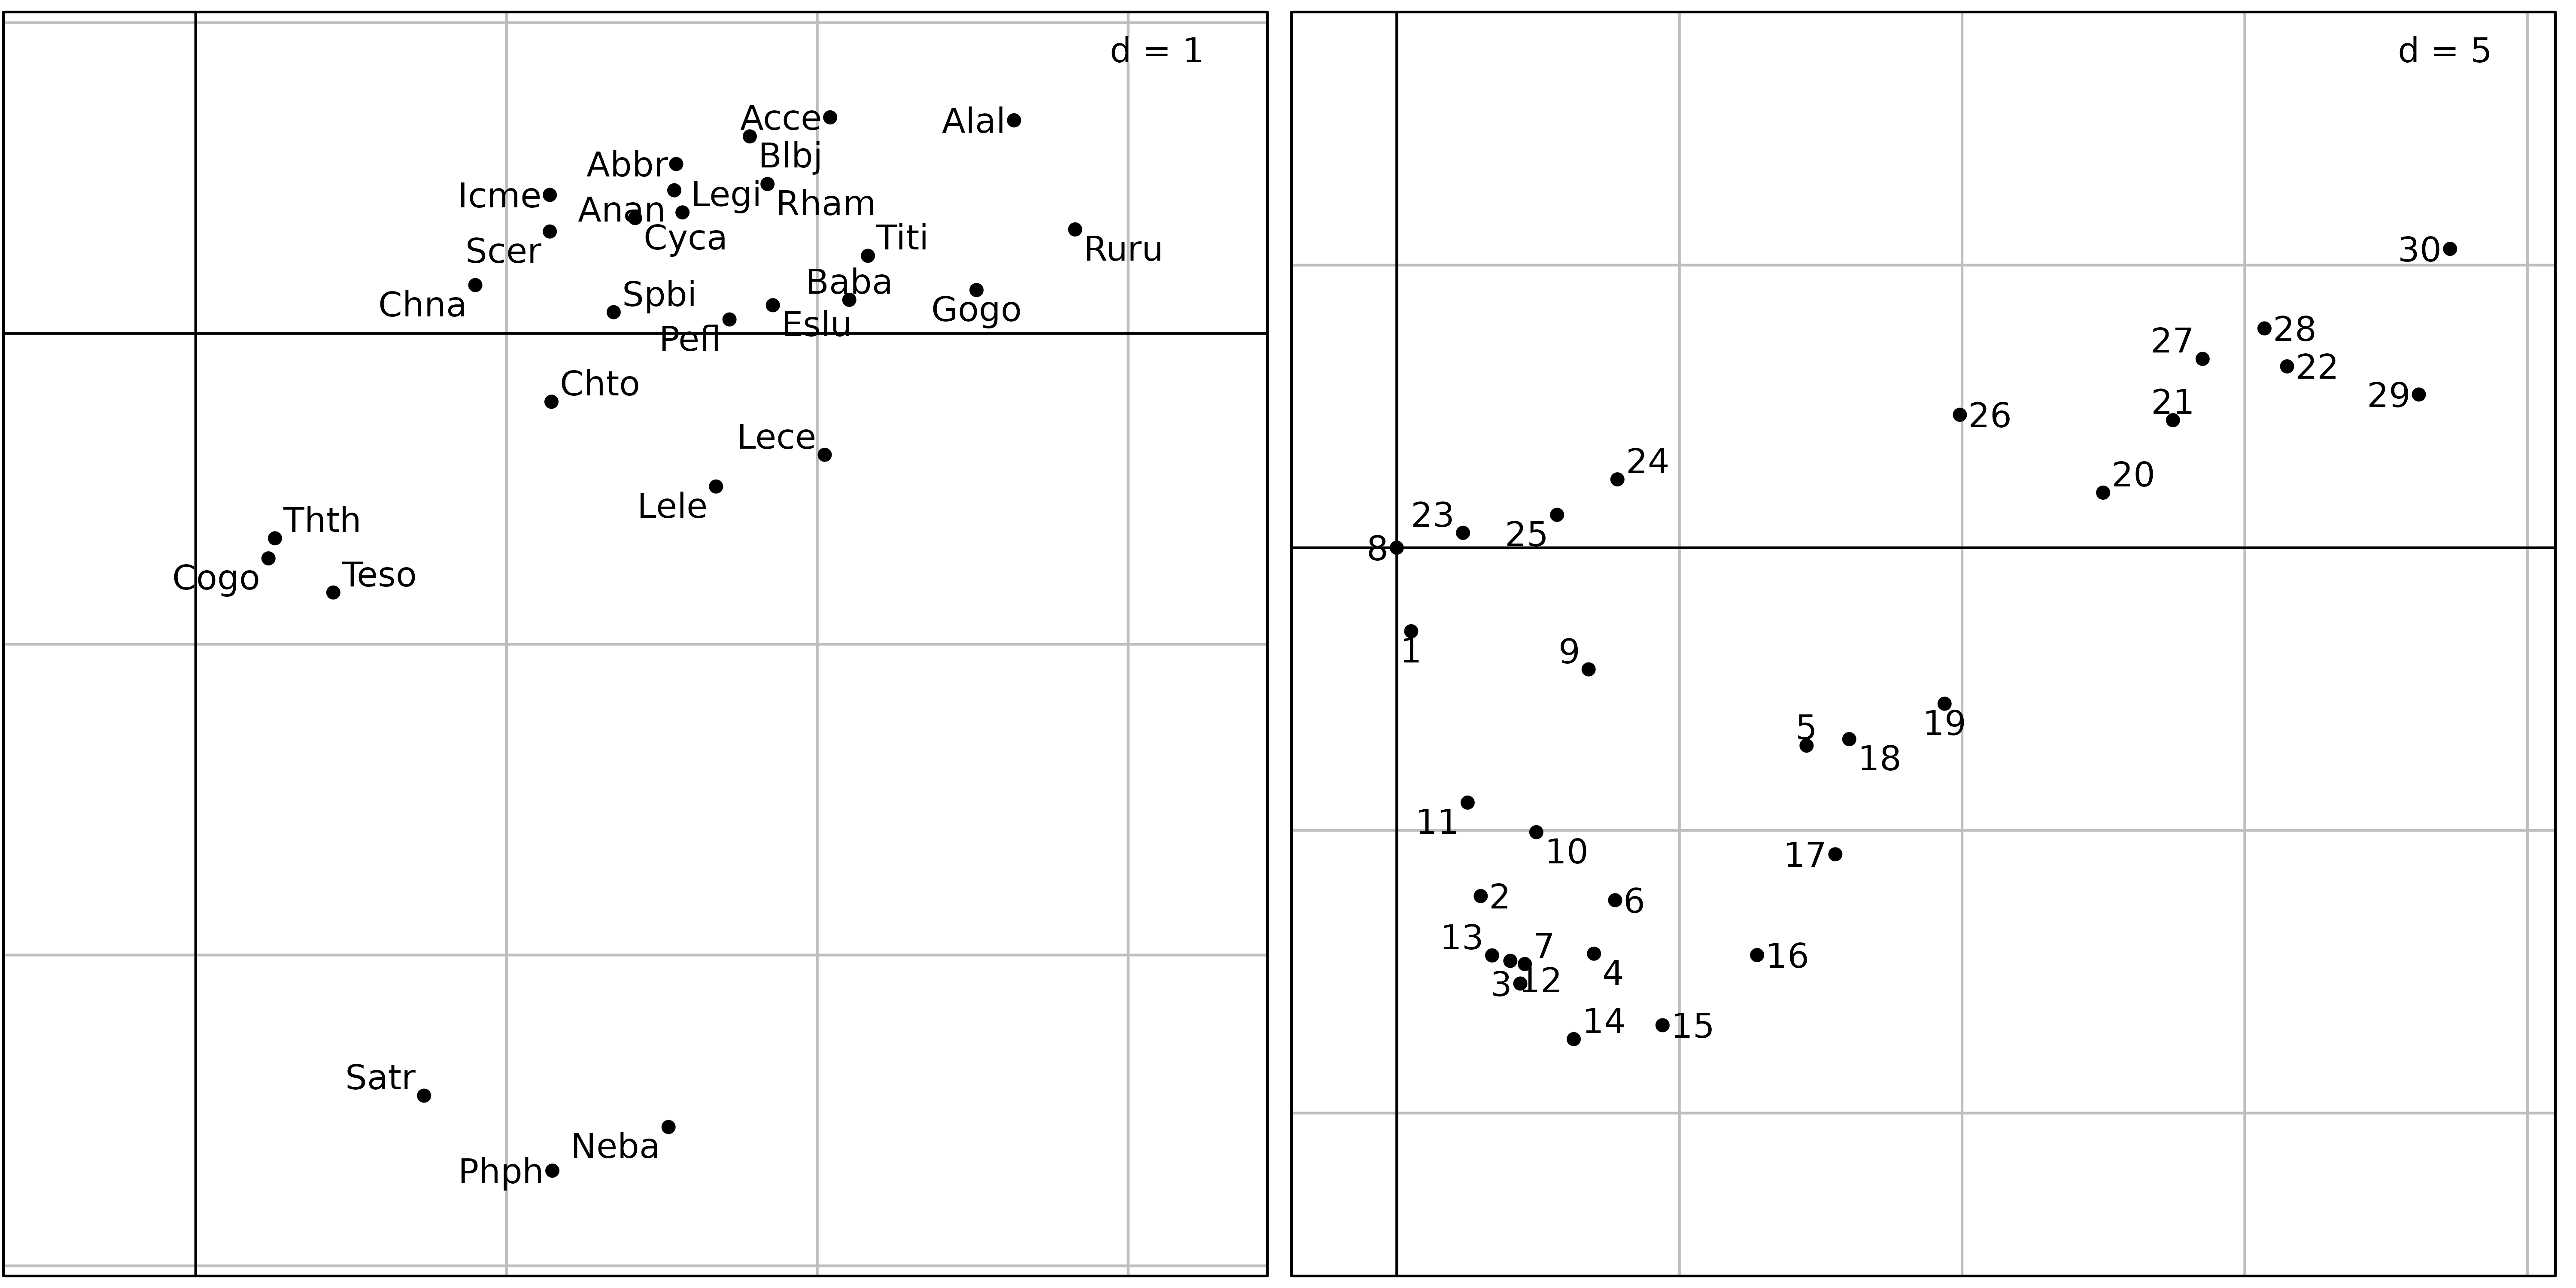 d = 1
Acce
Alal
Blbj
Abbr
Legi
Icme
Anan
Rham
Cyca
Scer
Titi
Ruru
Baba
Spbi
Chna
Gogo
Eslu
Pefl
Chto
Lece
Lele
Thth
Cogo
Teso
Satr
Neba
Phph
d = 5
30
28
27
22
29
21
26
24
20
23
25
8
1
9
19
5
18
11
10
17
2
6
13
7
16
4
3
12
14
15